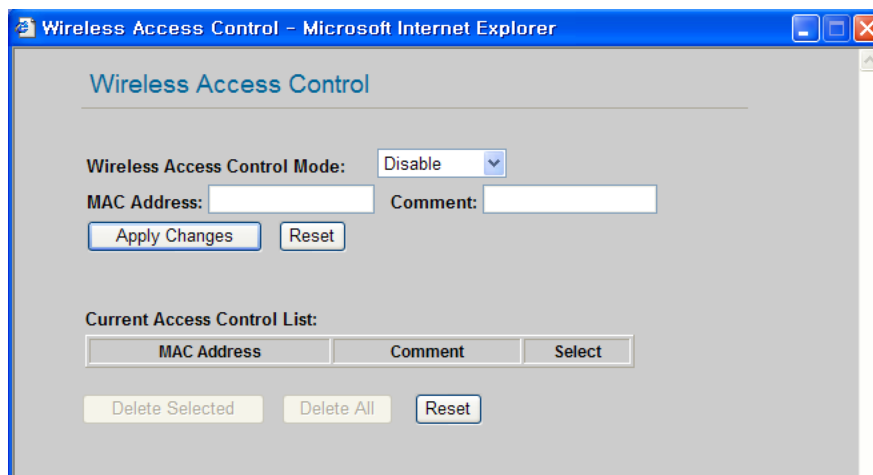 Wireless Access Control - Microsoft Internet Explorer
Wireless Access Control
Wireless Access Control Mode: Disable
MAC Address: Comment:
Apply Changes Reset
Current Access Control List:
MAC Address Comment Select
Delete Selected Delete All Reset